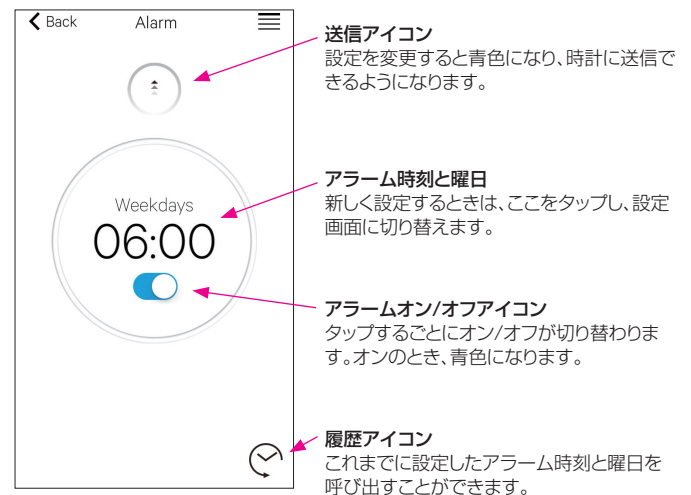 Back Alarm
送信アイコン
設定を変更すると青色になり、時計に送信で
きるようになります。
アラーム時刻と曜日
新しく設定するときは、ここをタップし、設定
画面に切り替えます。
Weekdays
06:00
アラームオン/オフアイコン
タップするごとにオン/オフが切り替わりま
す。オンのとき、青色になります。
履歴アイコン
これまでに設定したアラーム時刻と曜日を
呼び出すことができます。